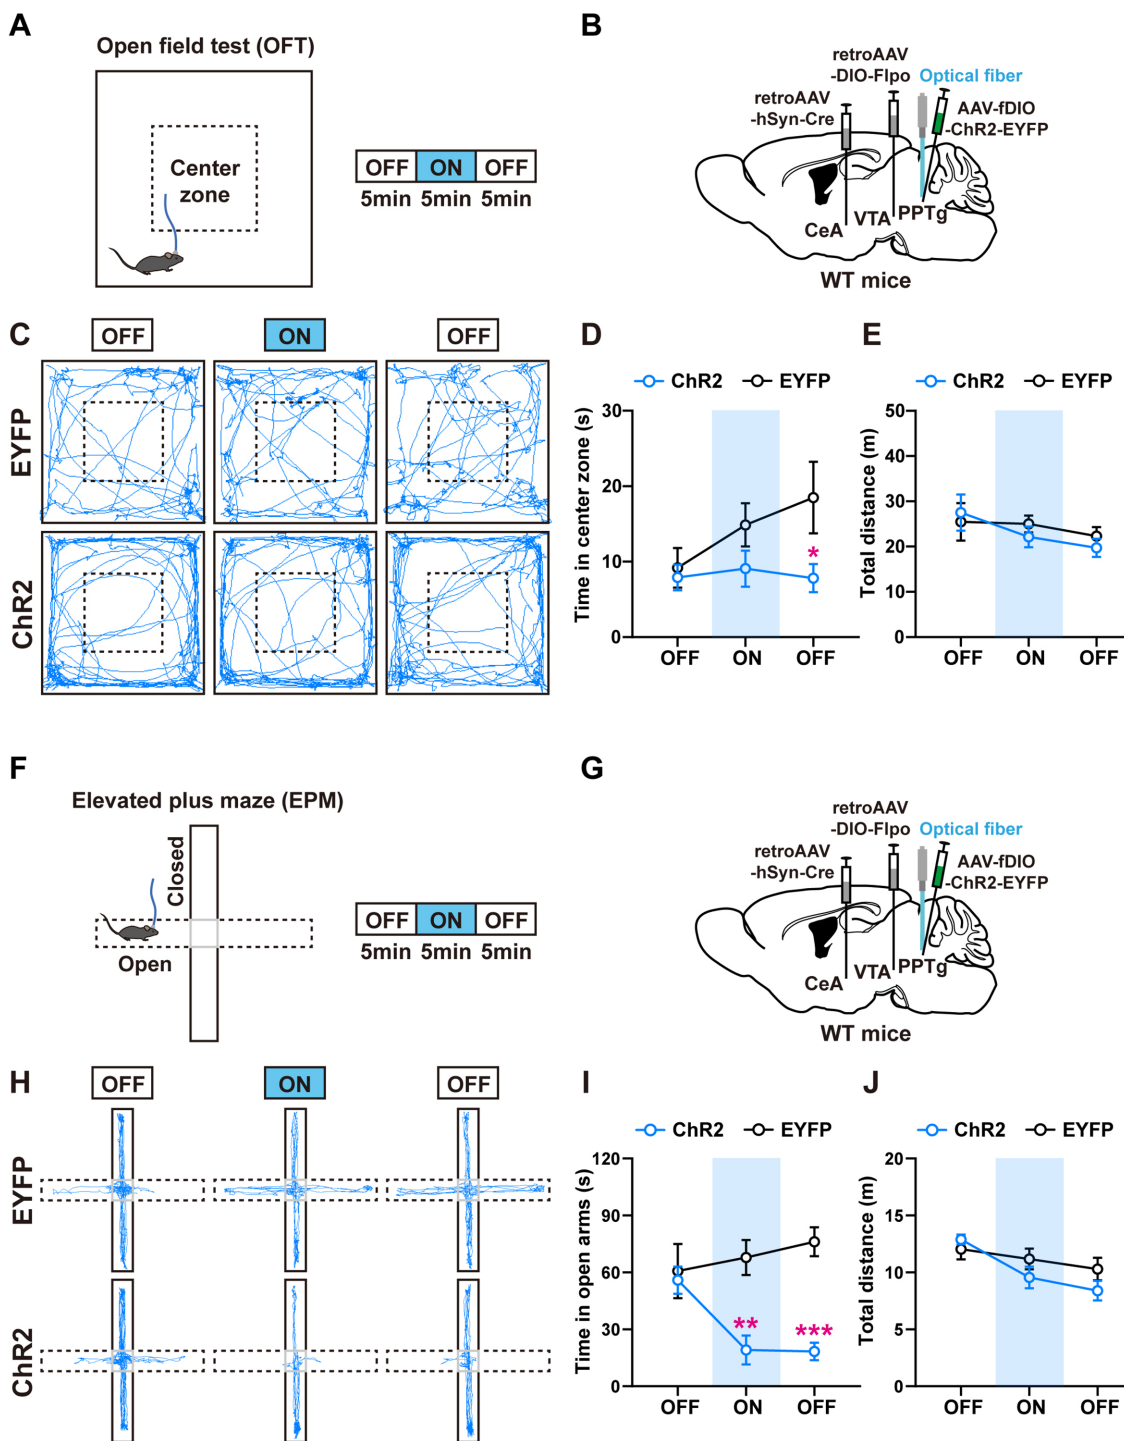 A
Open field test (OFT)
Center
zone
OFF ON OFF
5min 5min 5min
B
retroAAV
-DIO-Flpo
Optical fiber
retroAAV
-hSyn-Cre
AAV-fDIO
-ChR2-EYFP
CeA
VTA
PPTg
WT mice
C
OFF
ON
OFF
EYFP
ChR2
D
ChR2
EYFP
Time in center zone (s)
30
20
10
0
*
OFF
ON
OFF
E
Total distance (m)
50
40
30
20
10
0
OFF
ON
OFF
F
Elevated plus maze (EPM)
Closed
Open
OFF ON OFF
5min 5min 5min
G
retroAAV
-DIO-Flpo
Optical fiber
retroAAV
-hSyn-Cre
AAV-fDIO
-ChR2-EYFP
CeA
VTA
PPTg
WT mice
H
OFF
ON
OFF
EYFP
ChR2
I
ChR2
EYFP
Time in open arms (s)
120
90
60
30
0
**
***
OFF
ON
OFF
J
ChR2
EYFP
Total distance (m)
20
15
10
5
0
OFF
ON
OFF